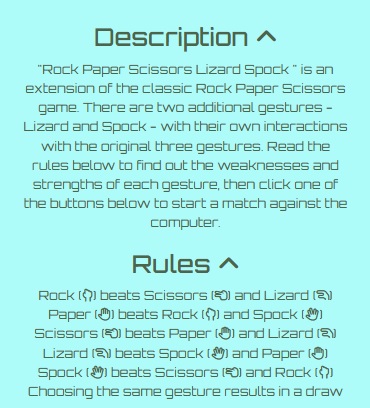 Description
"Rock Paper Scissors Lizard Spock " is an
extension of the classic Rock Paper Scissors
game. There are two additional gestures -
Lizard and Spock - with their own interactions
with the original three gestures. Read the
rules below to find out the weaknesses and
strengths of each gesture, then click one of
the buttons below to start a match against the
computer.
Rules
Rock () beats Scissors () and Lizard ()
Paper () beats Rock () and Spock ()
Scissors () beats Paper () and Lizard ()
Lizard () beats Spock () and Paper ()
Spock () beats Scissors () and Rock ()
Choosing the same gesture results in a draw